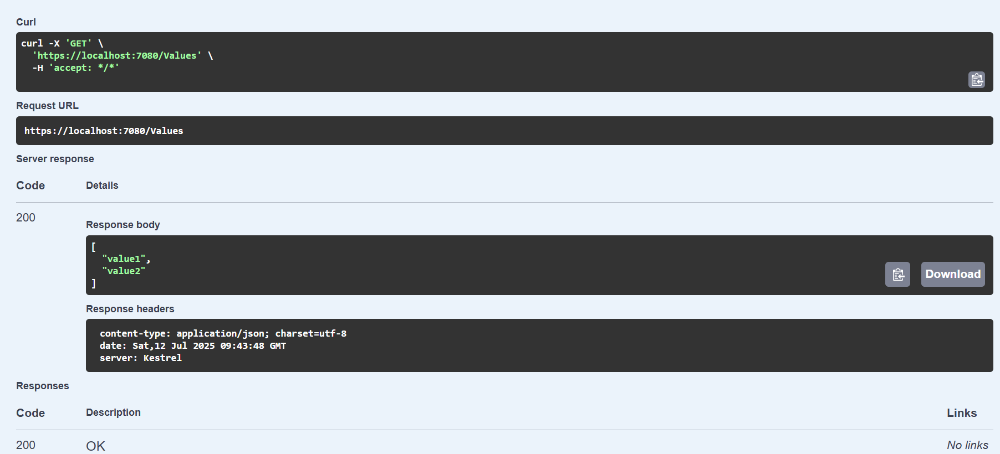 Curl
curl -X 'GET' \
  'https://localhost:7080/Values' \
  -H 'accept: */*'
Request URL
https://localhost:7080/Values
Server response
Code Details
200
Response body
[
  "value1",
  "value2"
]
Download
Response headers
content-type: application/json; charset=utf-8
date: Sat,12 Jul 2025 09:43:48 GMT
server: Kestrel
Responses
Code Description Links
200 OK No links